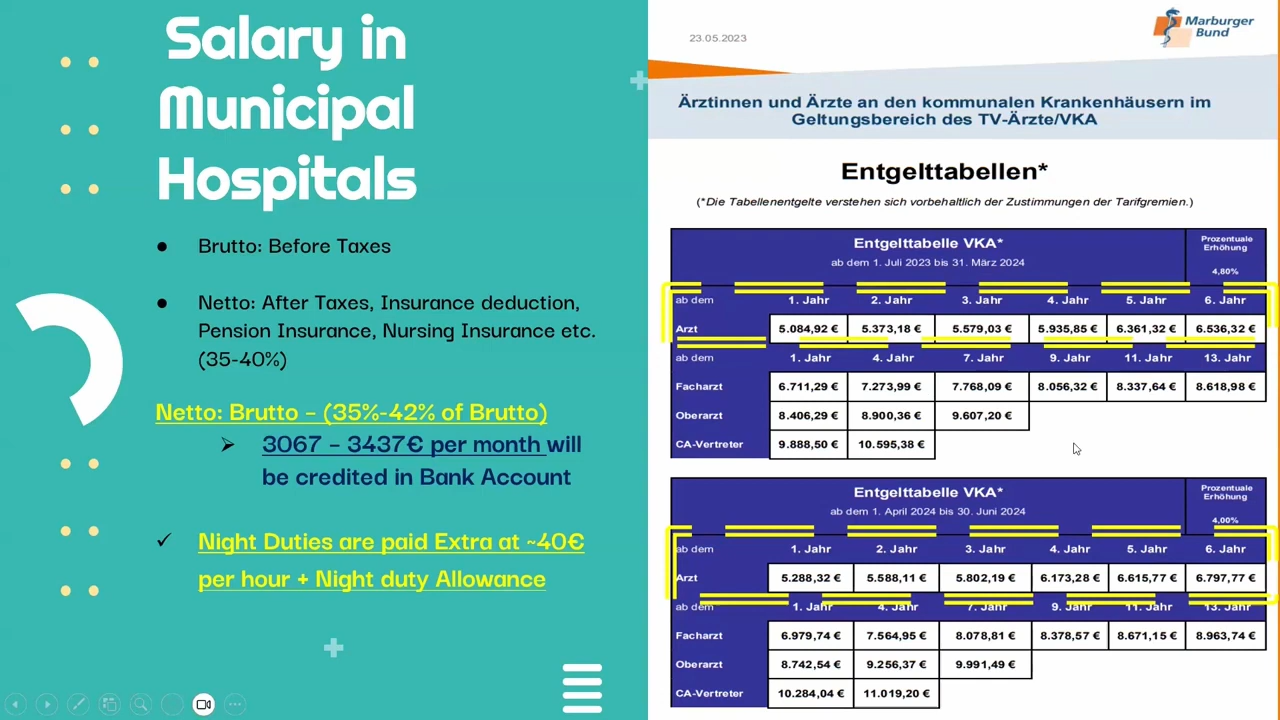 Salary in
Municipal
Hospitals
● Brutto: Before Taxes
● Netto: After Taxes, Insurance deduction,
Pension Insurance, Nursing Insurance etc.
(35-40%)
Netto: Brutto – (35%-42% of Brutto)
➢ 3067 – 3437€ per month will
be credited in Bank Account
✓ Night Duties are paid Extra at ~40€
per hour + Night duty Allowance
23.05.2023
Marburger
Bund
Ärztinnen und Ärzte an den kommunalen Krankenhäusern im
Geltungsbereich des TV-Ärzte/VKA
Entgelttabellen*
(*Die Tabellenentgelte verstehen sich vorbehaltlich der Zustimmungen der Tarifgremien.)
Entgelttabelle VKA*
ab dem 1. Juli 2023 bis 31. März 2024
Prozentuale
Erhöhung
4,80%
ab dem 1. Jahr 2. Jahr 3. Jahr 4. Jahr 5. Jahr 6. Jahr
Arzt 5.084,92 € 5.373,18 € 5.579,03 € 5.935,85 € 6.361,32 € 6.536,32 €
ab dem 1. Jahr 4. Jahr 7. Jahr 9. Jahr 11. Jahr 13. Jahr
Facharzt 6.711,29 € 7.273,99 € 7.768,09 € 8.056,32 € 8.337,64 € 8.618,98 €
Oberarzt 8.406,29 € 8.900,36 € 9.607,20 €
CA-Vertreter 9.888,50 € 10.595,38 €
Entgelttabelle VKA*
ab dem 1. April 2024 bis 30. Juni 2024
Prozentuale
Erhöhung
4,00%
ab dem 1. Jahr 2. Jahr 3. Jahr 4. Jahr 5. Jahr 6. Jahr
Arzt 5.288,32 € 5.588,11 € 5.802,19 € 6.173,28 € 6.615,77 € 6.797,77 €
ab dem 1. Jahr 4. Jahr 7. Jahr 9. Jahr 11. Jahr 13. Jahr
Facharzt 6.979,74 € 7.564,95 € 8.078,81 € 8.378,57 € 8.671,15 € 8.963,74 €
Oberarzt 8.742,54 € 9.256,37 € 9.991,49 €
CA-Vertreter 10.284,04 € 11.019,20 €